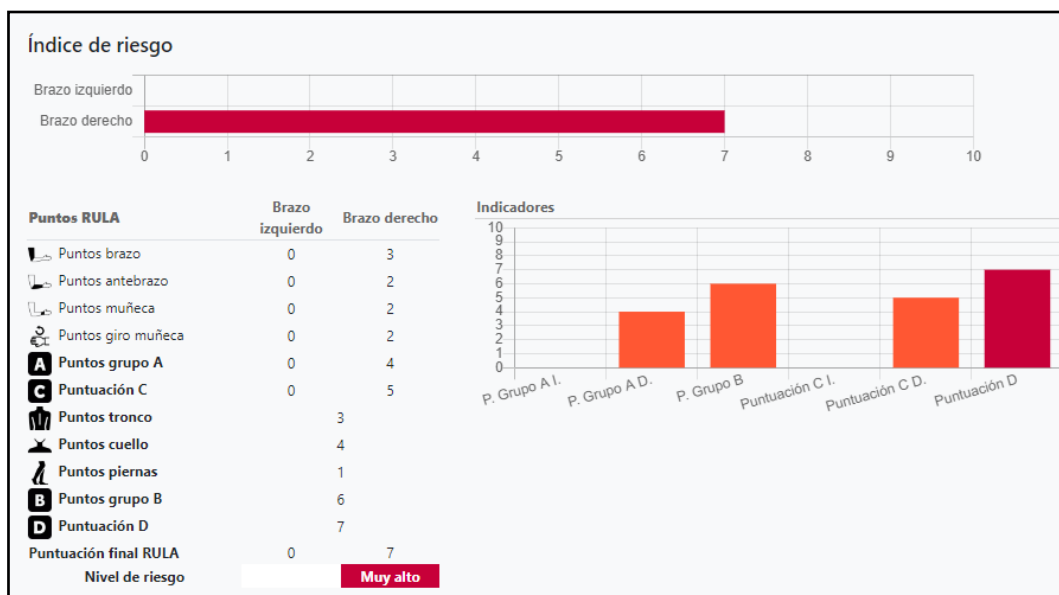 Índice de riesgo
Brazo izquierdo
Brazo derecho
0 1 2 3 4 5 6 7 8 9 10
Puntos RULA Brazo izquierdo Brazo derecho
Puntos brazo 0 3
Puntos antebrazo 0 2
Puntos muñeca 0 2
Puntos giro muñeca 0 2
A Puntos grupo A 0 4
C Puntuación C 0 5
Puntos tronco 3
Puntos cuello 4
Puntos piernas 1
B Puntos grupo B 6
D Puntuación D 7
Puntuación final RULA 0 7
Nivel de riesgo Muy alto
Indicadores
10
9
8
7
6
5
4
3
2
1
0
P. Grupo A I. P. Grupo A D. P. Grupo B Puntuación C I. Puntuación C D. Puntuación D